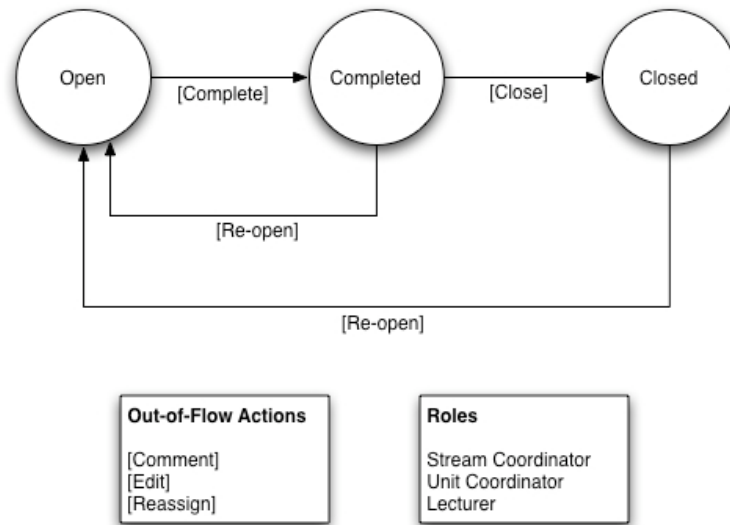 Open
Completed
Closed
[Complete]
[Close]
[Re-open]
[Re-open]
Out-of-Flow Actions
[Comment]
[Edit]
[Reassign]
Roles
Stream Coordinator
Unit Coordinator
Lecturer